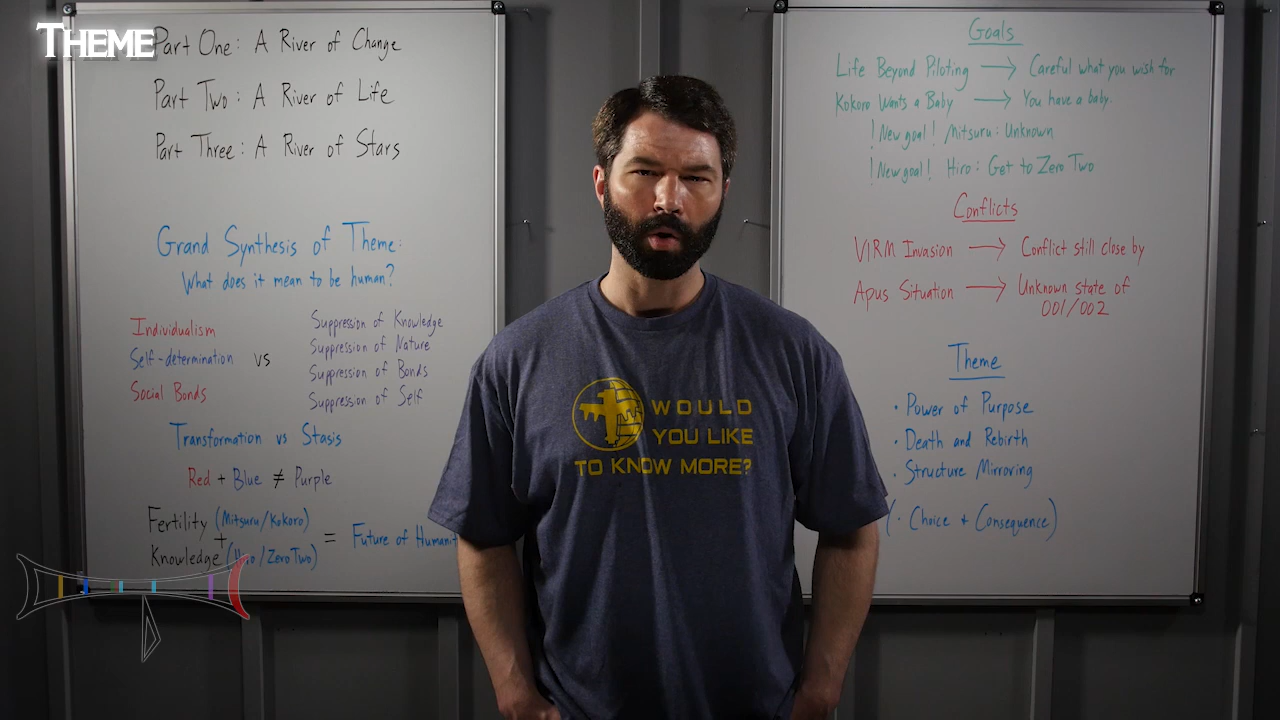 THEME
Part One: A River of Change
Part Two: A River of Life
Part Three: A River of Stars
Grand Synthesis of Theme:
What does it mean to be human?
Individualism
Self-determination
Social Bonds
vs
Suppression of Knowledge
Suppression of Nature
Suppression of Bonds
Suppression of Self
Transformation vs Stasis
Red + Blue ≠ Purple
Fertility (Mitsuru/Kokoro)
+
Knowledge (Hiro/Zero Two)
= Future of Humanit
WOULD
YOU LIKE
TO KNOW MORE?
Goals
Life Beyond Piloting → Careful what you wish for
Kokoro Wants a Baby → You have a baby.
! New goal! Mitsuru: Unknown
! New goal! Hiro: Get to Zero Two
Conflicts
VIRM Invasion → Conflict still close by
Apus Situation → Unknown state of
001/002
Theme
• Power of Purpose
• Death and Rebirth
• Structure Mirroring
(• Choice + Consequence)